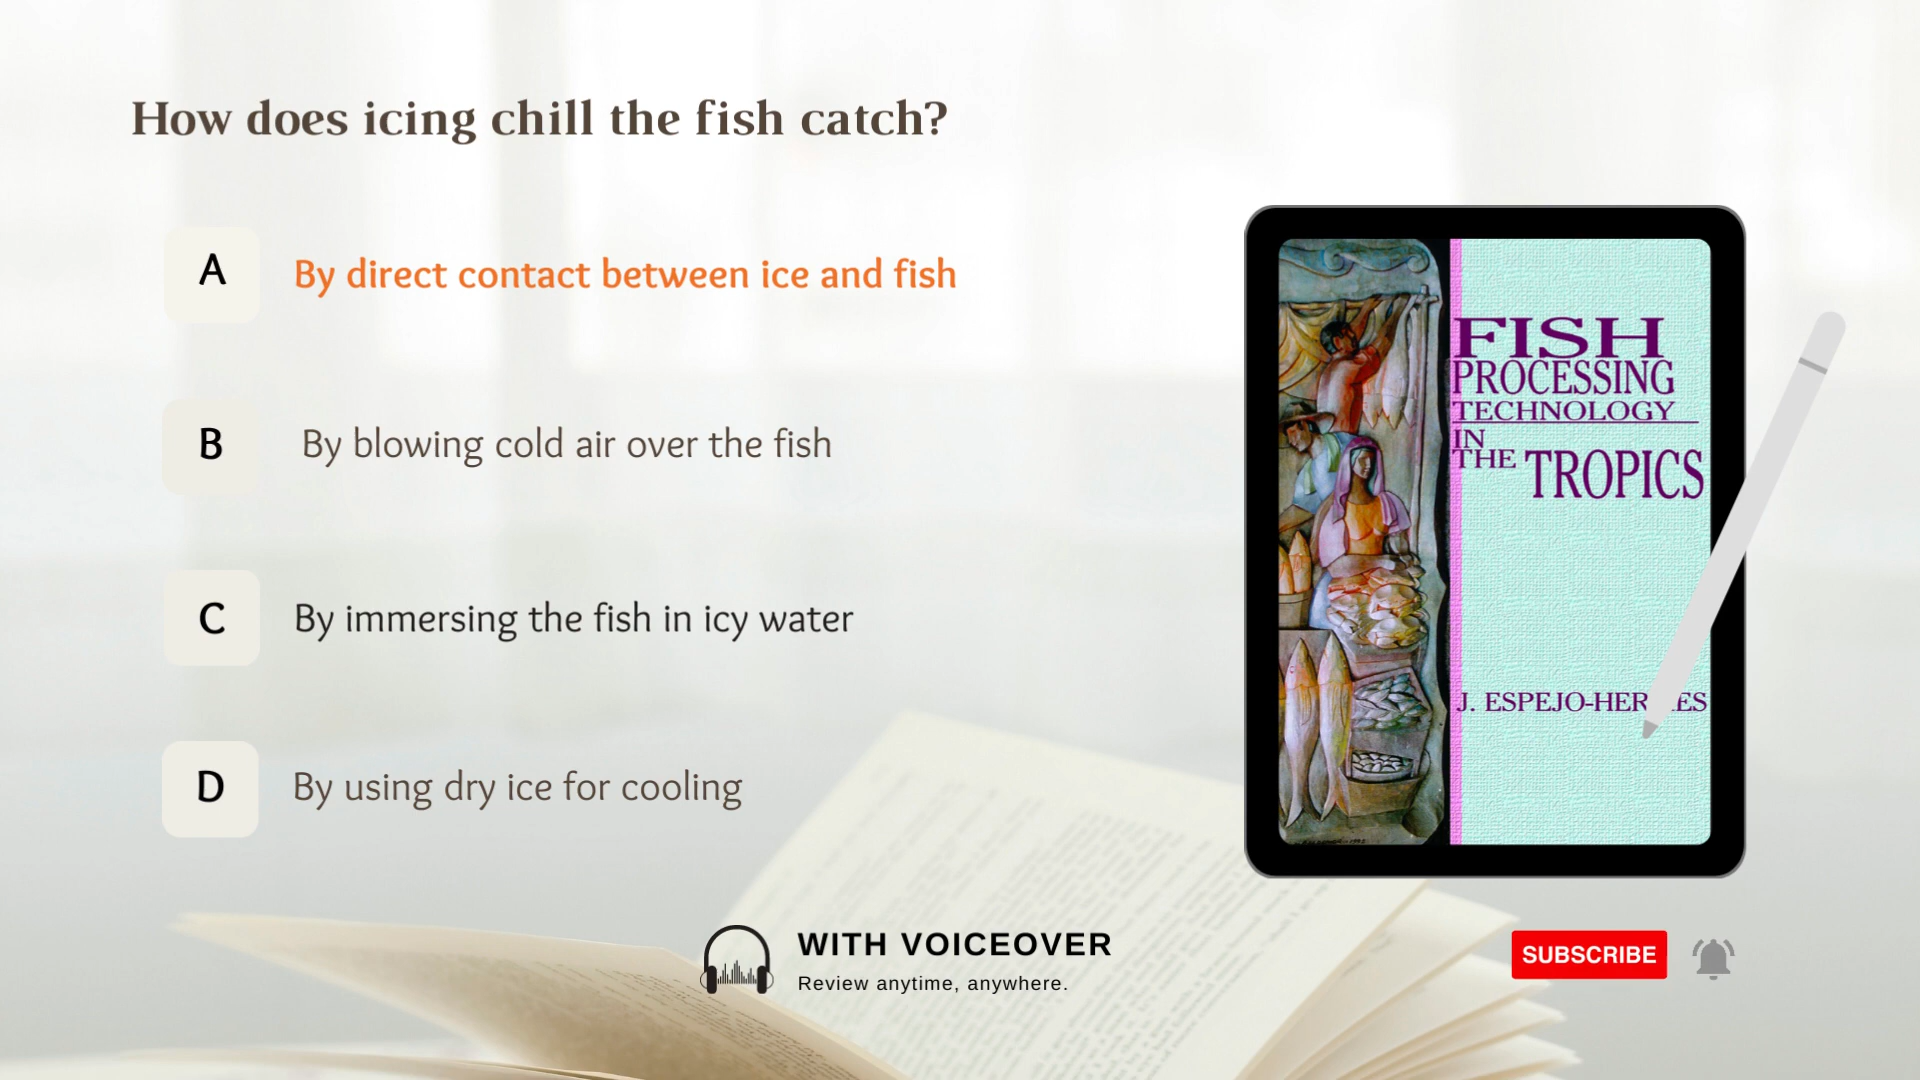 How does icing chill the fish catch?
A
By direct contact between ice and fish
B
By blowing cold air over the fish
C
By immersing the fish in icy water
D
By using dry ice for cooling
FISH
PROCESSING
TECHNOLOGY
IN
THE TROPICS
J.
WITH VOICEOVER
Review anytime, anywhere.
SUBSCRIBE